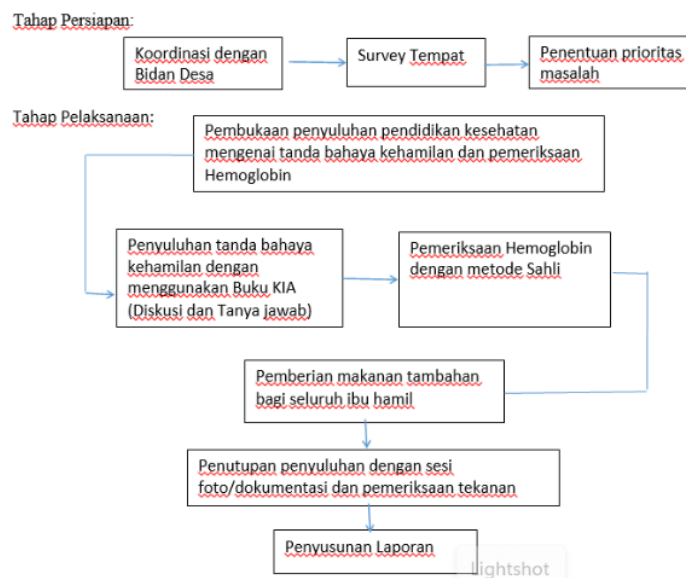 Tahap Persiapan:
Koordinasi dengan
Bidan Desa
Survey Tempat
Penentuan prioritas
masalah
Tahap Pelaksanaan:
Pembukaan penyuluhan pendidikan kesehatan
mengenai tanda bahaya kehamilan dan pemeriksaan
Hemoglobin
Penyuluhan tanda bahaya
kehamilan dengan
menggunakan Buku KIA
(Diskusi dan Tanya jawab)
Pemeriksaan Hemoglobin
dengan metode Sahli
Pemberian makanan tambahan
bagi seluruh ibu hamil
Penutupan penyuluhan dengan sesi
foto/dokumentasi dan pemeriksaan tekanan
Penyusunan Laporan
Lightshot